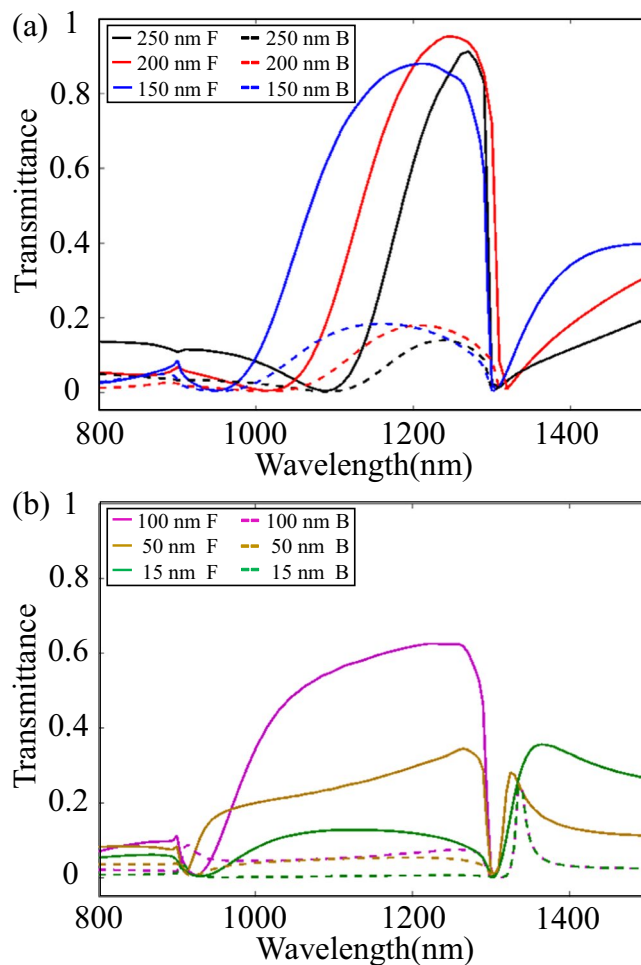 (a)
1
0.8
0.6
0.4
0.2
0
Transmittance
250 nm F 250 nm B
200 nm F 200 nm B
150 nm F 150 nm B
800 1000 1200 1400
Wavelength(nm)
(b)
1
0.8
0.6
0.4
0.2
0
Transmittance
100 nm F 100 nm B
50 nm F 50 nm B
15 nm F 15 nm B
800 1000 1200 1400
Wavelength(nm)